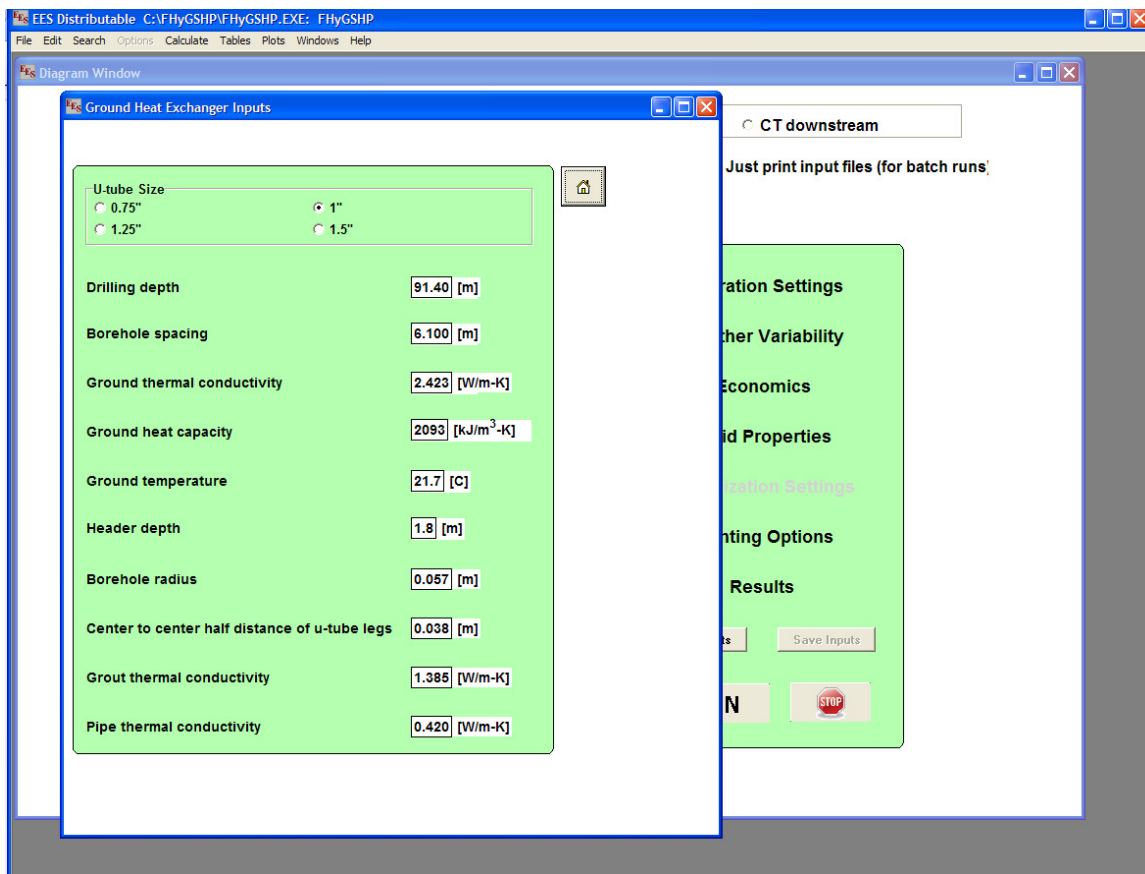 EES Distributable C:\FHyGSHP\FHyGSHP.EXE: FHyGSHP
File Edit Search Options Calculate Tables Plots Windows Help
Diagram Window
Ground Heat Exchanger Inputs
CT downstream
Just print input files (for batch runs)
U-tube Size
0.75" 1"
1.25" 1.5"
Drilling depth 91.40 [m]
Borehole spacing 6.100 [m]
Ground thermal conductivity 2.423 [W/m-K]
Ground heat capacity 2093 [kJ/m³-K]
Ground temperature 21.7 [C]
Header depth 1.8 [m]
Borehole radius 0.057 [m]
Center to center half distance of u-tube legs 0.038 [m]
Grout thermal conductivity 1.385 [W/m-K]
Pipe thermal conductivity 0.420 [W/m-K]
ation Settings
ther Variability
Economics
id Properties
ization Settings
nting Options
Results
ts Save Inputs
N STOP